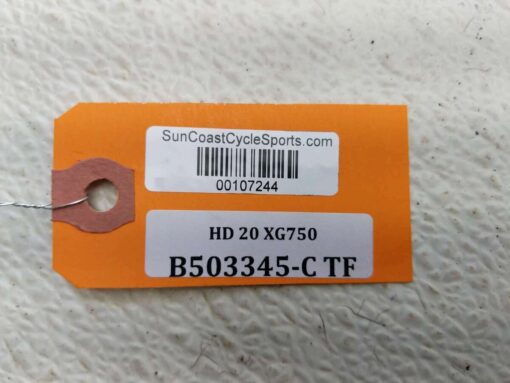 SunCoastCycleSports.com
00107244
HD 20 XG750
B503345-C TF